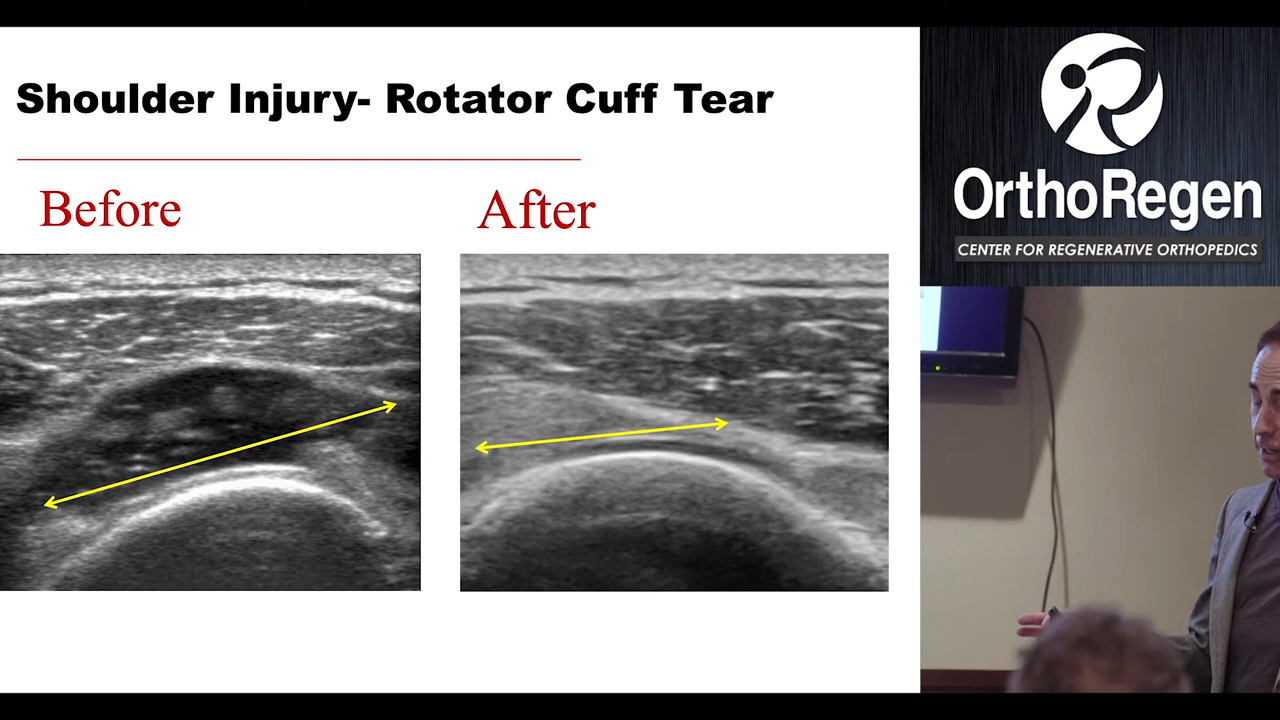 Shoulder Injury- Rotator Cuff Tear
Before
After
OrthoRegen
CENTER FOR REGENERATIVE ORTHOPEDICS